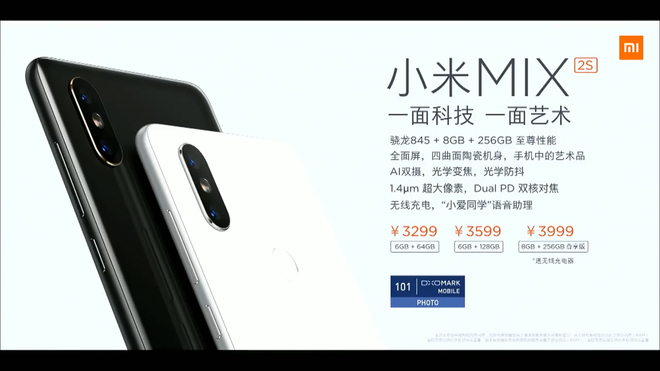 mi
小米MIX 2S
一面科技 一面艺术
骁龙845 + 8GB + 256GB 至尊性能
全面屏，四曲面陶瓷机身，手机中的艺术品
AI双摄，光学变焦，光学防抖
1.4μm 超大像素，Dual PD 双核对焦
无线充电，“小爱同学”语音助理
¥3299 ¥3599 ¥3999
6GB + 64GB 6GB + 128GB 8GB + 256GB 尊享版
*送无线充电器
101 DXOMARK
MOBILE
PHOTO